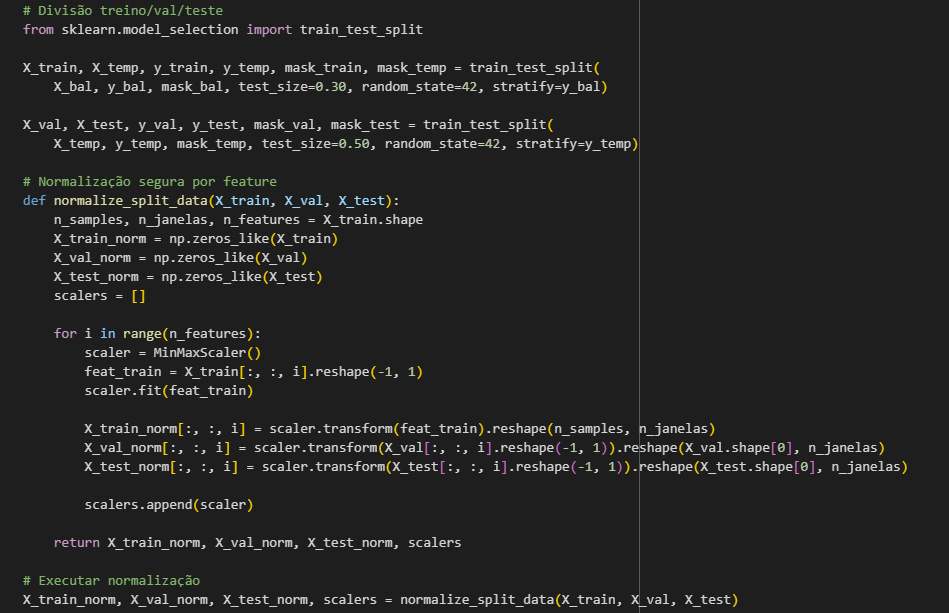 # Divisão treino/val/teste
from sklearn.model_selection import train_test_split
X_train, X_temp, y_train, y_temp, mask_train, mask_temp = train_test_split(
    X_bal, y_bal, mask_bal, test_size=0.30, random_state=42, stratify=y_bal)
X_val, X_test, y_val, y_test, mask_val, mask_test = train_test_split(
    X_temp, y_temp, mask_temp, test_size=0.50, random_state=42, stratify=y_temp)
# Normalização segura por feature
def normalize_split_data(X_train, X_val, X_test):
    n_samples, n_janelas, n_features = X_train.shape
    X_train_norm = np.zeros_like(X_train)
    X_val_norm = np.zeros_like(X_val)
    X_test_norm = np.zeros_like(X_test)
    scalers = []
    for i in range(n_features):
        scaler = MinMaxScaler()
        feat_train = X_train[:, :, i].reshape(-1, 1)
        scaler.fit(feat_train)
        X_train_norm[:, :, i] = scaler.transform(feat_train).reshape(n_samples, n_janelas)
        X_val_norm[:, :, i] = scaler.transform(X_val[:, :, i].reshape(-1, 1)).reshape(X_val.shape[0], n_janelas)
        X_test_norm[:, :, i] = scaler.transform(X_test[:, :, i].reshape(-1, 1)).reshape(X_test.shape[0], n_janelas)
        scalers.append(scaler)
    return X_train_norm, X_val_norm, X_test_norm, scalers
# Executar normalização
X_train_norm, X_val_norm, X_test_norm, scalers = normalize_split_data(X_train, X_val, X_test)